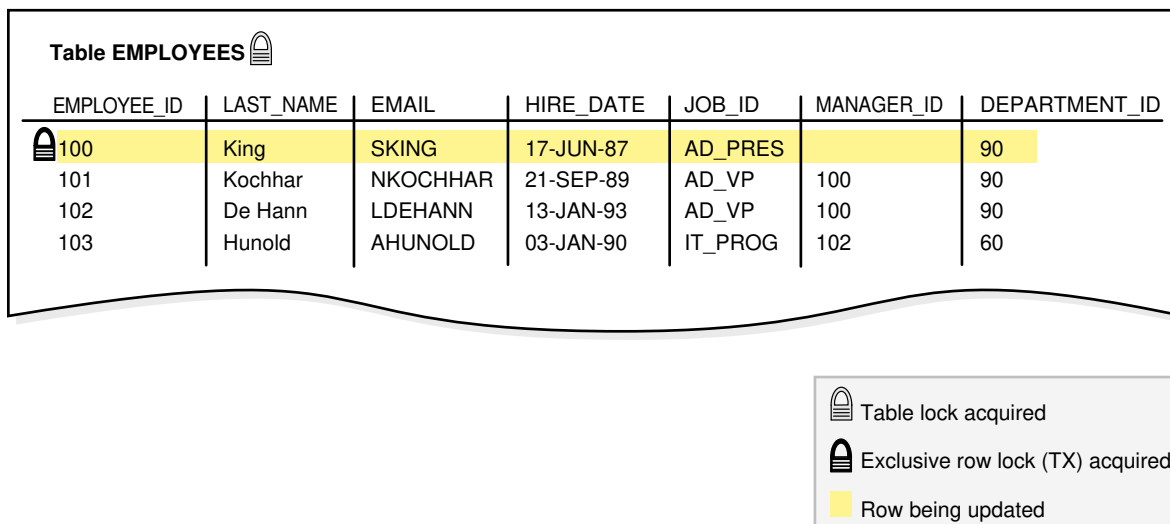 Table EMPLOYEES
EMPLOYEE_ID LAST_NAME EMAIL HIRE_DATE JOB_ID MANAGER_ID DEPARTMENT_ID
100 King SKING 17-JUN-87 AD_PRES 90
101 Kochhar NKOCHHAR 21-SEP-89 AD_VP 100 90
102 De Hann LDEHANN 13-JAN-93 AD_VP 100 90
103 Hunold AHUNOLD 03-JAN-90 IT_PROG 102 60
Table lock acquired
Exclusive row lock (TX) acquired
Row being updated